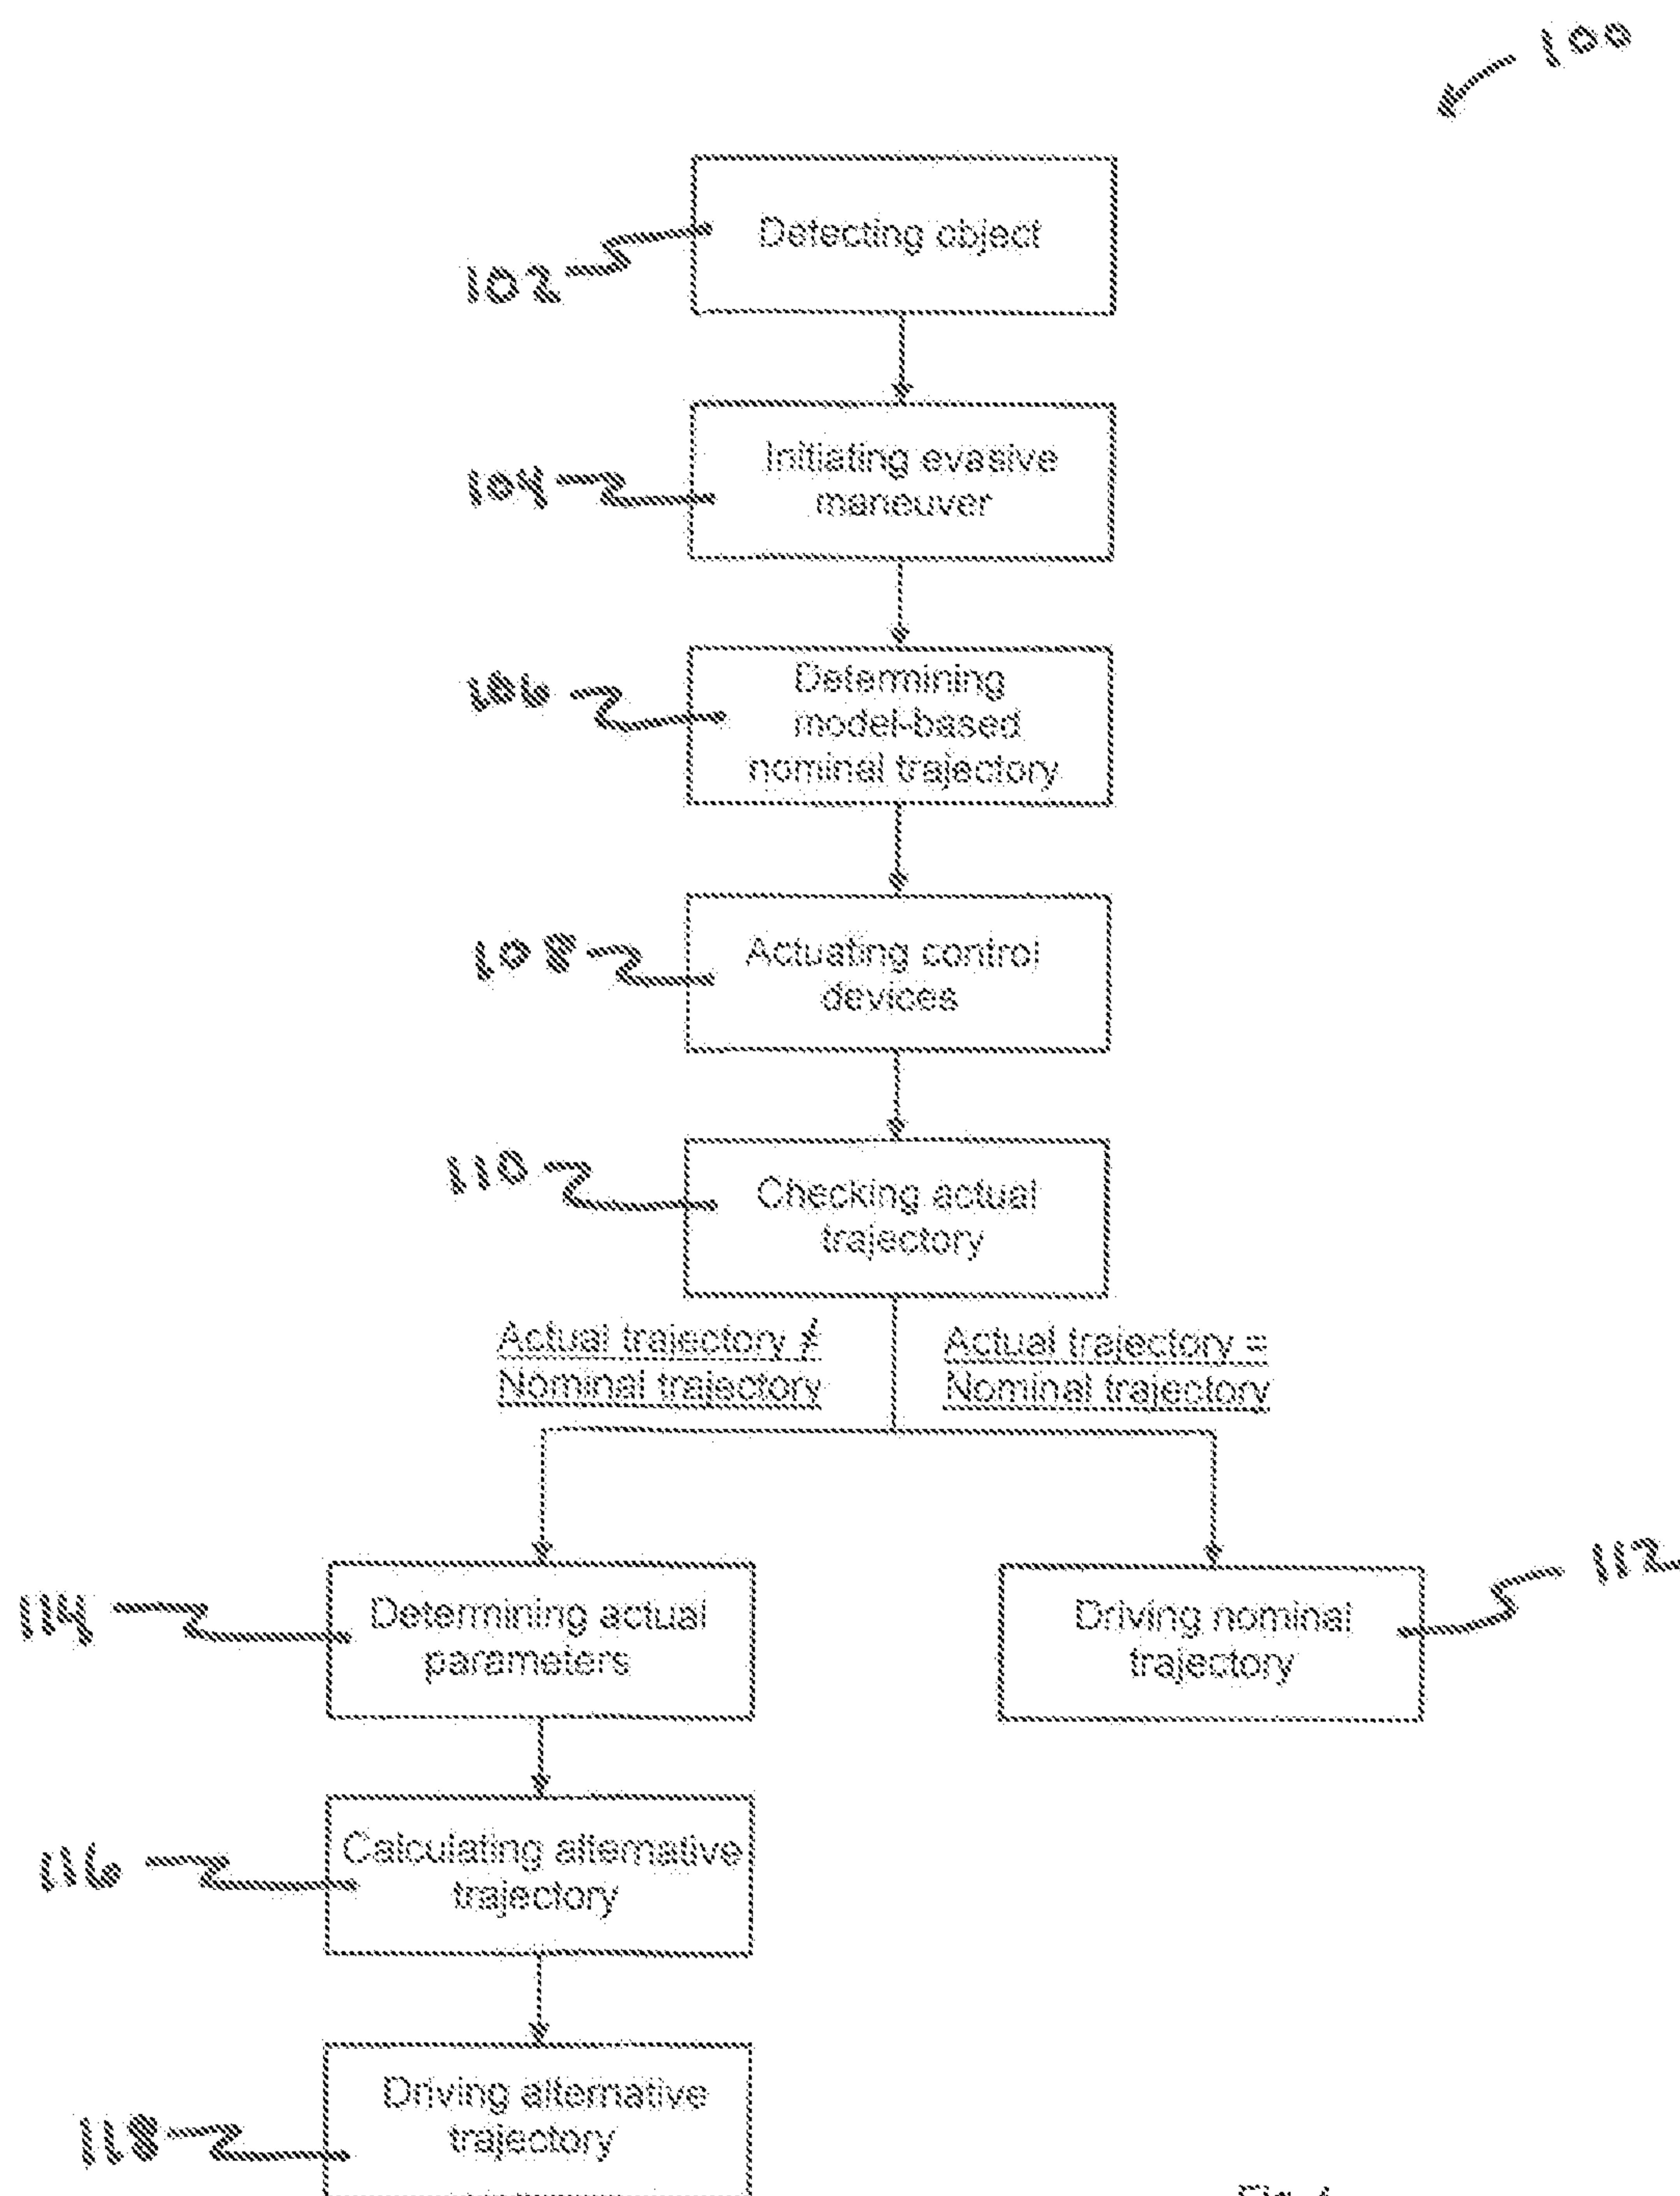 100
Detecting object
102
Initiating evasive
maneuver
104
Determining
model-based
nominal trajectory
106
Actuating control
devices
108
Checking actual
trajectory
110
Actual trajectory ≠
Nominal trajectory
Actual trajectory =
Nominal trajectory
Determining actual
parameters
114
Driving nominal
trajectory
112
Calculating alternative
trajectory
116
Driving alternative
trajectory
118